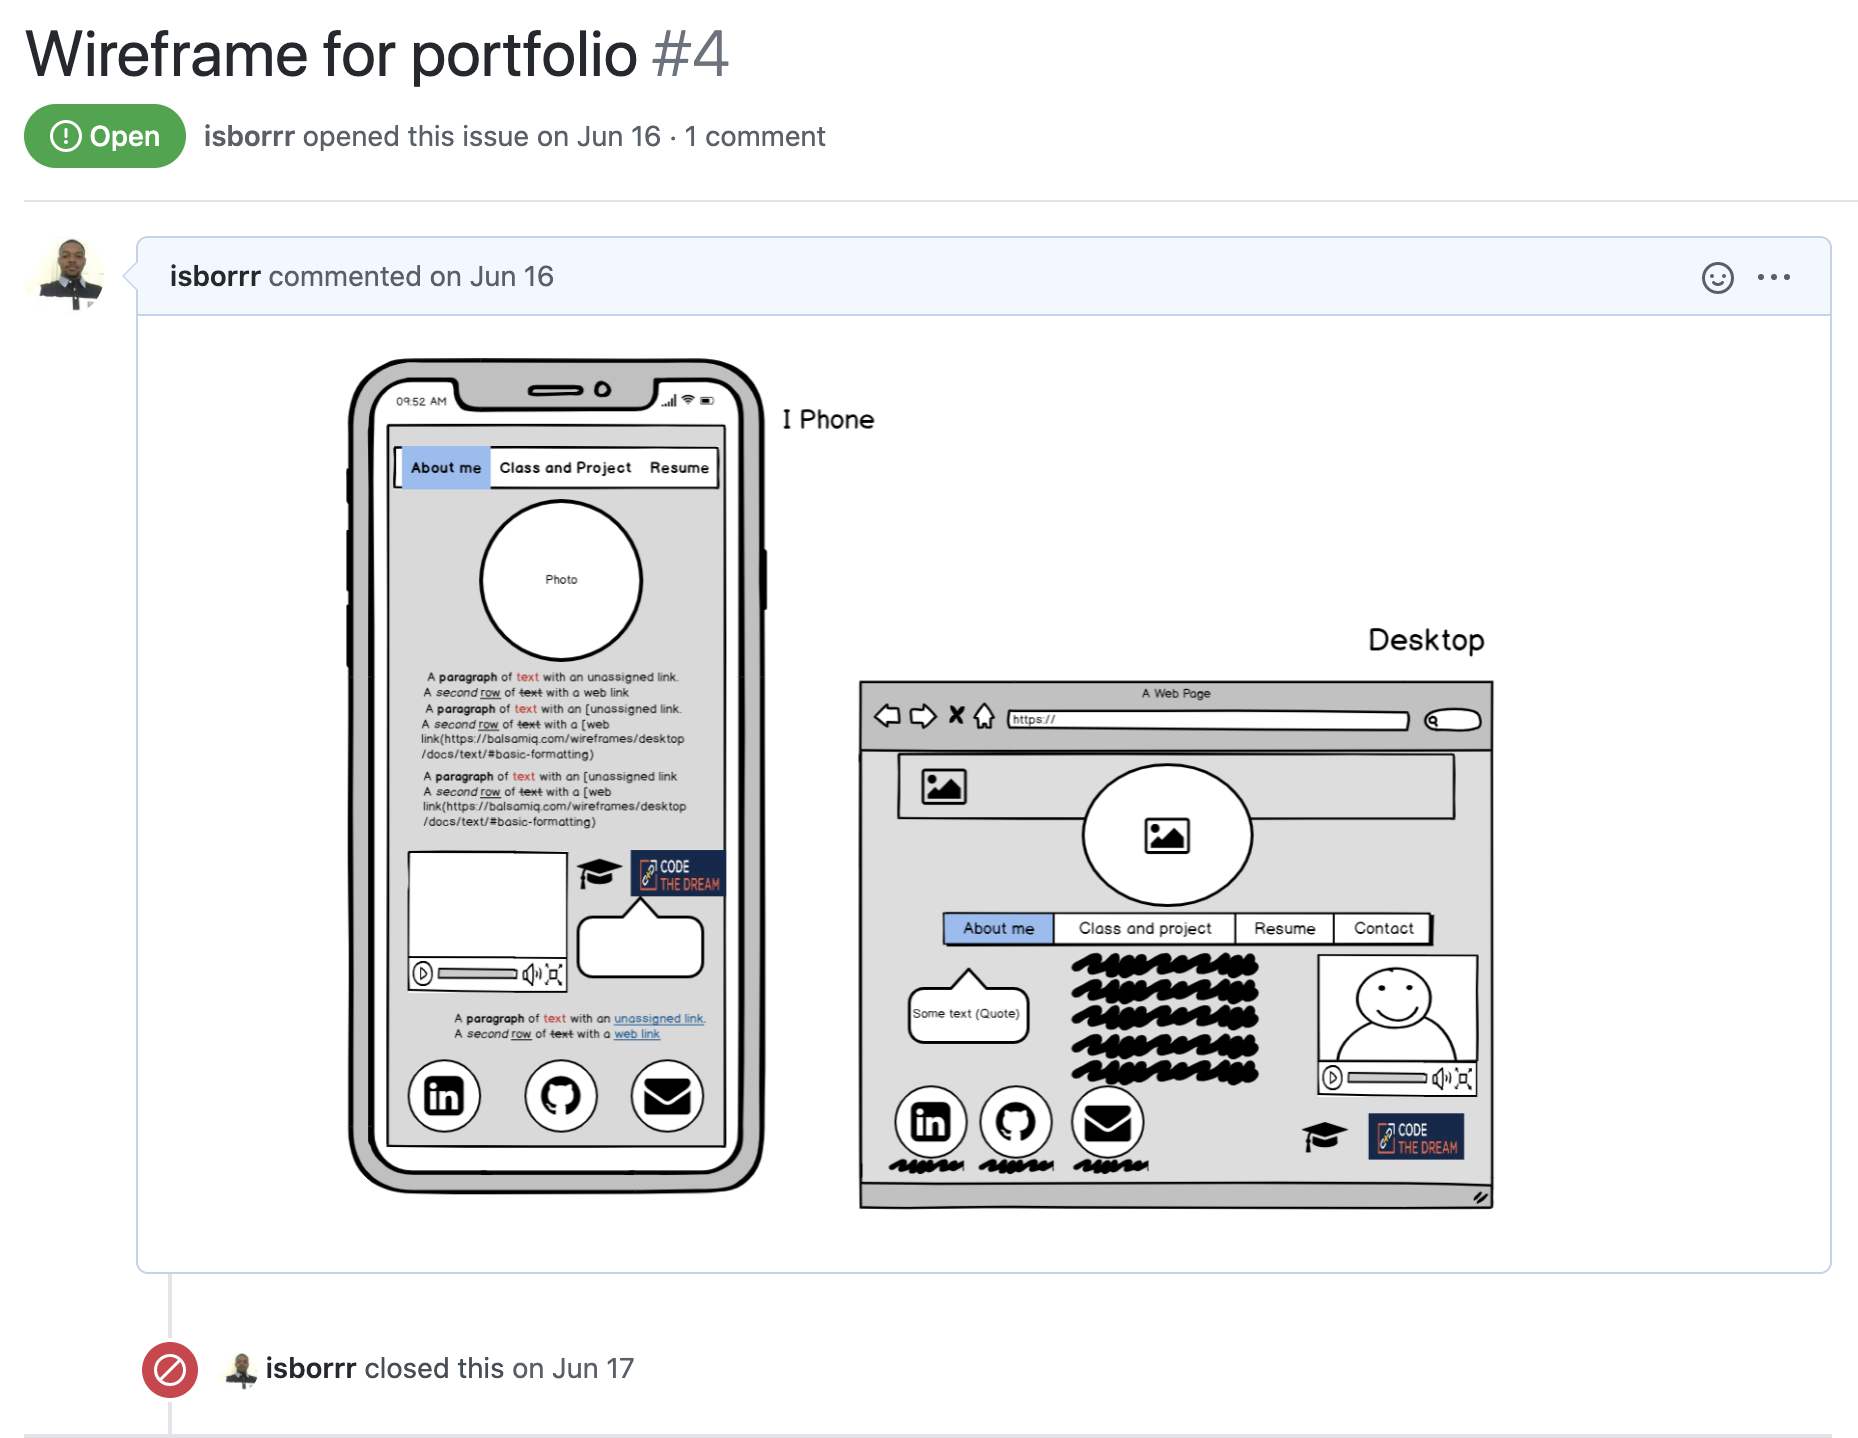 Wireframe for portfolio #4
Open
isborrr opened this issue on Jun 16 · 1 comment
isborrr commented on Jun 16
09:52 AM
I Phone
About me Class and Project Resume
Photo
A paragraph of text with an unassigned link.
A second row of text with a web link
A paragraph of text with an [unassigned link.
A second row of text with a [web
link(https://balsamiq.com/wireframes/desktop
/docs/text/#basic-formatting)
A paragraph of text with an [unassigned link
A second row of text with a [web
link(https://balsamiq.com/wireframes/desktop
/docs/text/#basic-formatting)
CODE
THE DREAM
A paragraph of text with an unassigned link.
A second row of text with a web link
in
Desktop
A Web Page
https://
About me Class and project Resume Contact
Some text (Quote)
in
CODE
THE DREAM
isborrr closed this on Jun 17